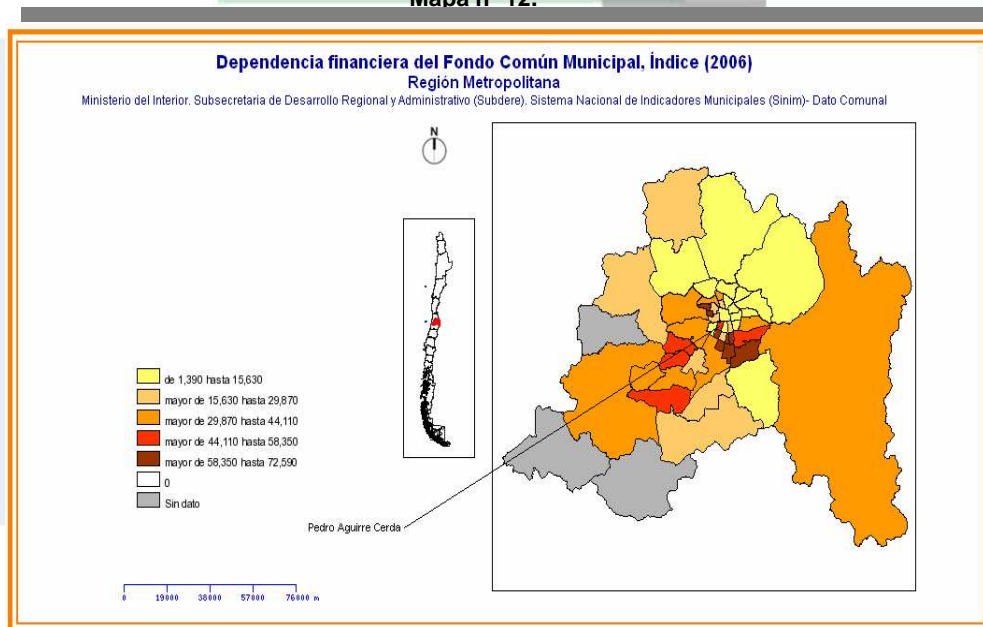 Mapa nº 12.
Dependencia financiera del Fondo Común Municipal, Índice (2006)
Región Metropolitana
Ministerio del Interior. Subsecretaria de Desarrollo Regional y Administrativo (Subdere). Sistema Nacional de Indicadores Municipales (Sinim)- Dato Comunal
N
de 1,390 hasta 15,630
mayor de 15,630 hasta 29,870
mayor de 29,870 hasta 44,110
mayor de 44,110 hasta 58,350
mayor de 58,350 hasta 72,590
0
Sin dato
Pedro Aguirre Cerda
0 19000 38000 57000 76000 m